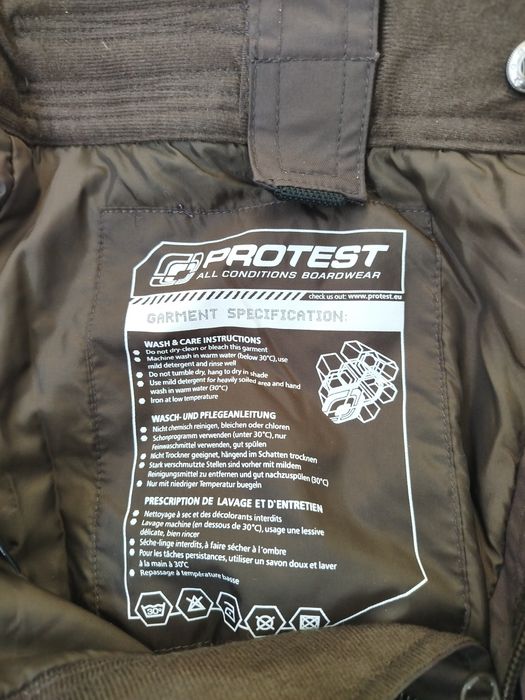 PROTEST
ALL CONDITIONS BOARDWEAR
check us out: www.protest.eu
GARMENT SPECIFICATION:
WASH & CARE INSTRUCTIONS
Do not dry-clean or bleach this garment
Machine wash in warm water (below 30°C), use
mild detergent and rinse well
Do not tumble dry, hang to dry in shade
Use mild detergent for heavily soiled area and hand
wash in warm water (30°C)
Iron at low temperature
WASCH- UND PFLEGEANLEITUNG
Nicht chemisch reinigen, bleichen oder chloren
Schonprogramm verwenden (unter 30°C), nur
Feinwaschmittel verwenden, gut spülen
Nicht Trockner geeignet, hängend im Schatten trocknen
Stark verschmutzte Stellen sind vorher mit mildem
Reinigungsmittel zu entfernen und gut nachzuspülen (30°C)
Nur mit niedriger Temperatur buegeln
PRESCRIPTION DE LAVAGE ET D'ENTRETIEN
Nettoyage à sec et des décolorants interdits
Lavage machine (en dessous de 30°C), usage une lessive
délicate, bien rincer
Sèche-linge interdits, à faire sécher à l'ombre
Pour les tâches persistances, utiliser un savon doux et laver
à la main à 30°C
Repassage à température basse
30°